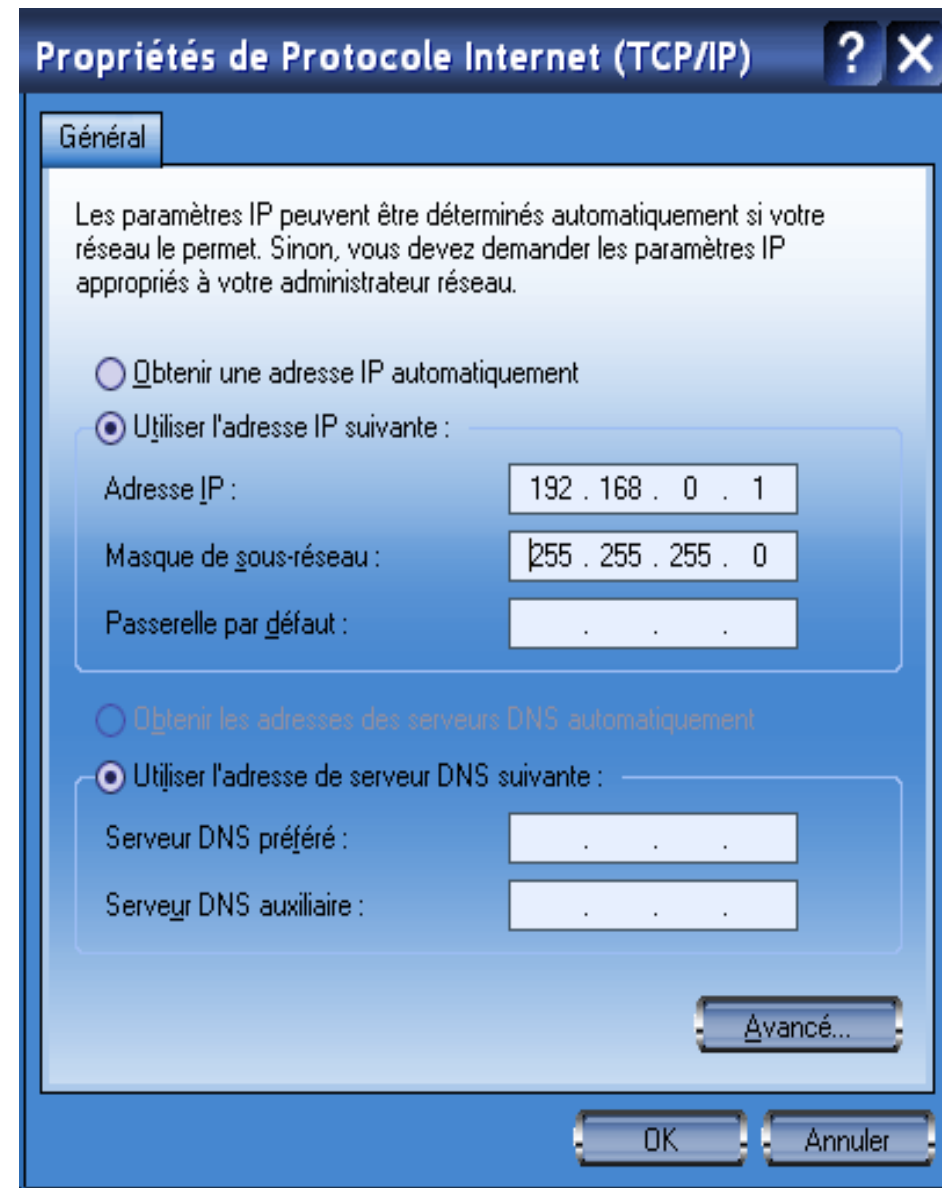 Propriétés de Protocole Internet (TCP/IP) ? X
Général
Les paramètres IP peuvent être déterminés automatiquement si votre
réseau le permet. Sinon, vous devez demander les paramètres IP
appropriés à votre administrateur réseau.
Obtenir une adresse IP automatiquement
Utiliser l'adresse IP suivante :
Adresse IP : 192 . 168 . 0 . 1
Masque de sous-réseau : 255 . 255 . 255 . 0
Passerelle par défaut : . . .
Obtenir les adresses des serveurs DNS automatiquement
Utiliser l'adresse de serveur DNS suivante :
Serveur DNS préféré : . . .
Serveur DNS auxiliaire : . . .
Avancé...
OK Annuler